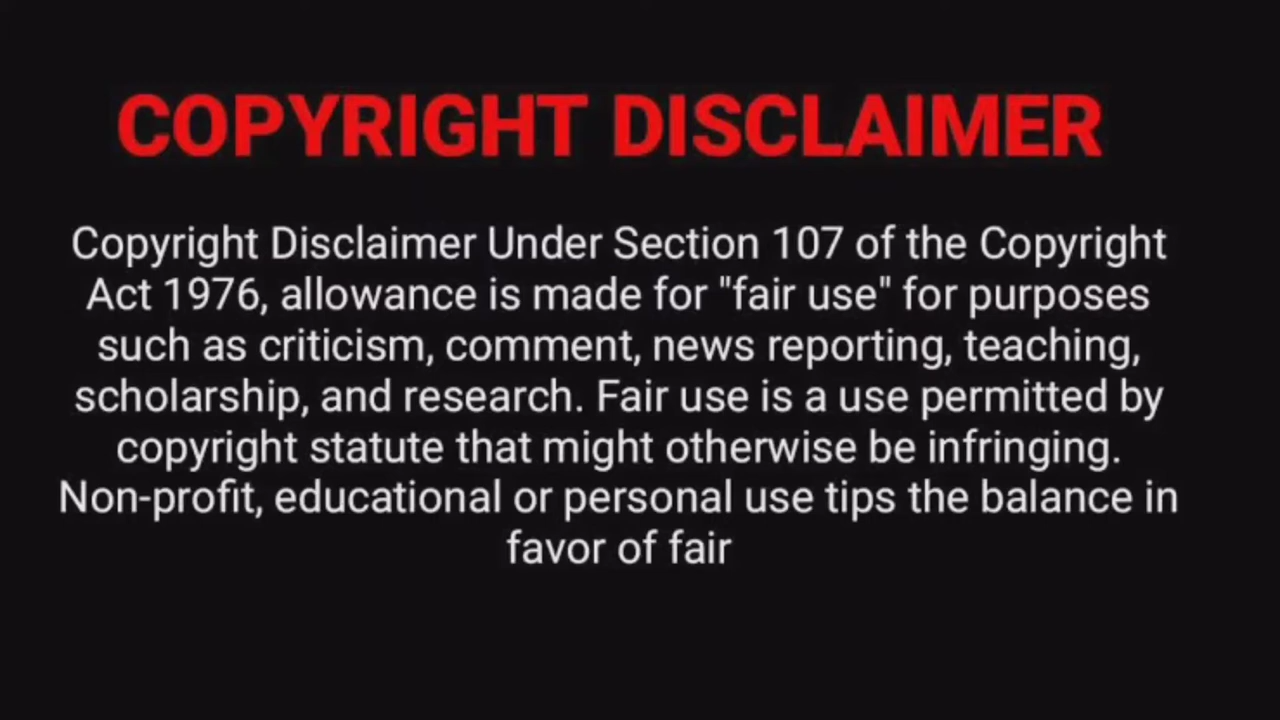 COPYRIGHT DISCLAIMER
Copyright Disclaimer Under Section 107 of the Copyright
Act 1976, allowance is made for "fair use" for purposes
such as criticism, comment, news reporting, teaching,
scholarship, and research. Fair use is a use permitted by
copyright statute that might otherwise be infringing.
Non-profit, educational or personal use tips the balance in
favor of fair